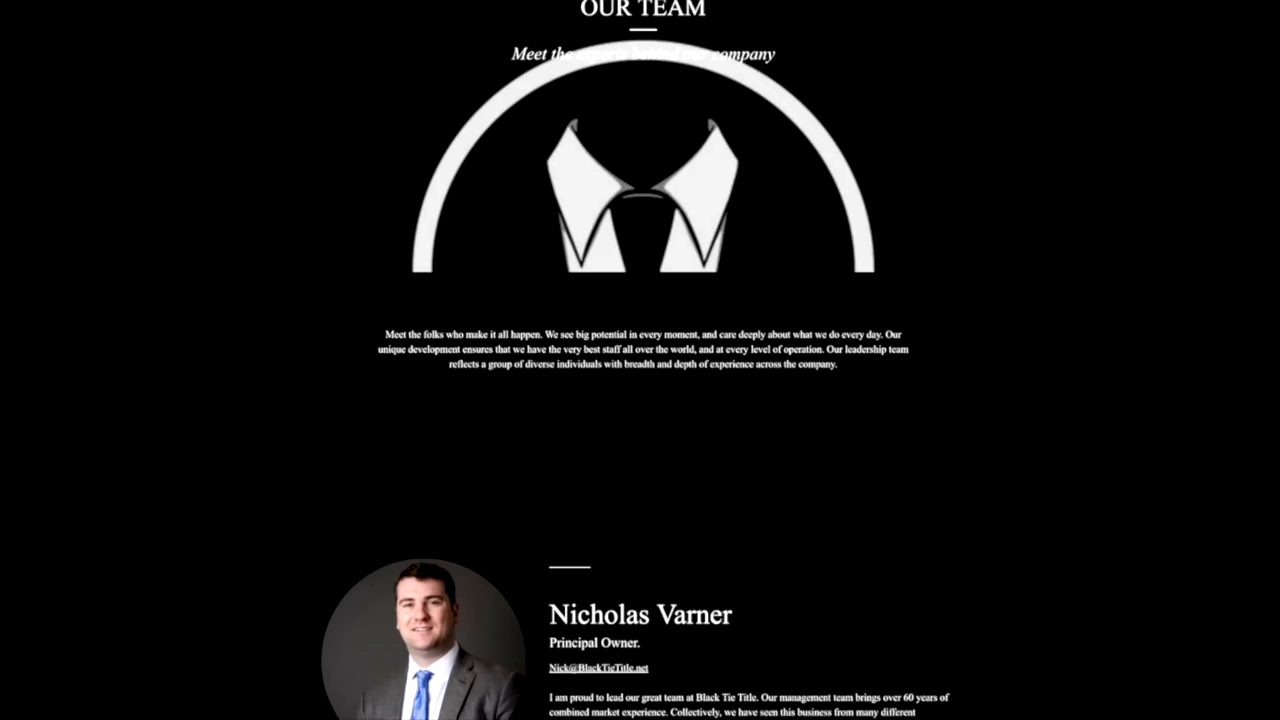 OUR TEAM
Meet the experts behind our company
Meet the folks who make it all happen. We see big potential in every moment, and care deeply about what we do every day. Our
unique development ensures that we have the very best staff all over the world, and at every level of operation. Our leadership team
reflects a group of diverse individuals with breadth and depth of experience across the company.
Nicholas Varner
Principal Owner.
Nick@BlackTieTitle.net
I am proud to lead our great team at Black Tie Title. Our management team brings over 60 years of
combined market experience. Collectively, we have seen this business from many different